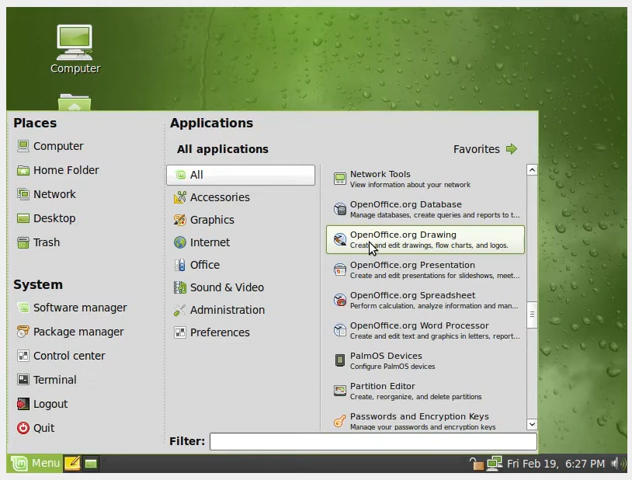 Computer
Places
Computer
Home Folder
Network
Desktop
Trash
System
Software manager
Package manager
Control center
Terminal
Logout
Quit
Applications
All applications
Favorites
All
Accessories
Graphics
Internet
Office
Sound & Video
Administration
Preferences
Network Tools
View information about your network
OpenOffice.org Database
Manage databases, create queries and reports to t...
OpenOffice.org Drawing
Create and edit drawings, flow charts, and logos.
OpenOffice.org Presentation
Create and edit presentations for slideshows, meet...
OpenOffice.org Spreadsheet
Perform calculation, analyze information and man...
OpenOffice.org Word Processor
Create and edit text and graphics in letters, report...
PalmOS Devices
Configure PalmOS devices
Partition Editor
Create, reorganize, and delete partitions
Passwords and Encryption Keys
Manage your passwords and encryption keys
Filter:
Menu
Fri Feb 19, 6:27 PM